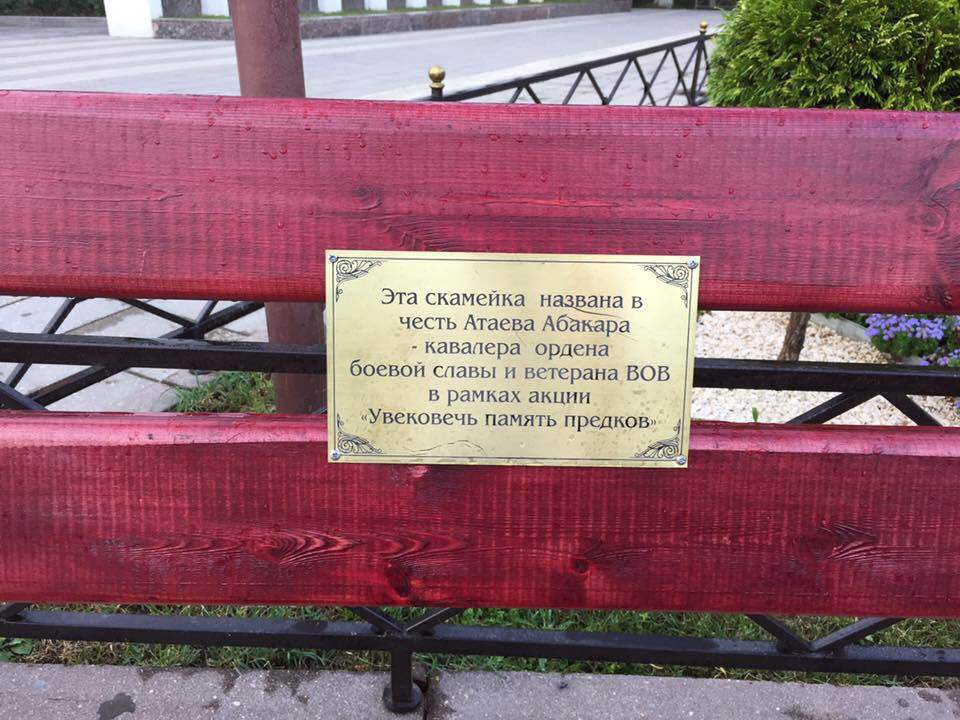 Эта скамейка названа в
честь Атаева Абакара
- кавалера ордена
боевой славы и ветерана ВОВ
в рамках акции
«Увековечь память предков»